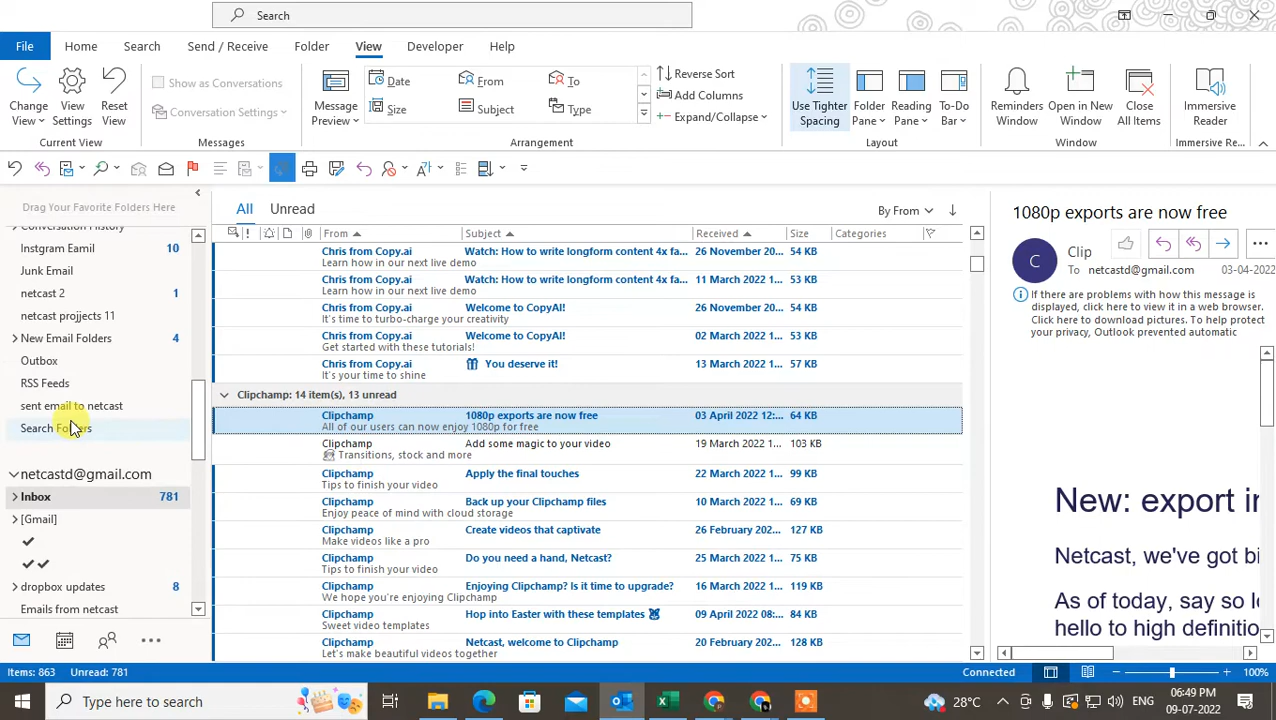 Search
File Home Search Send / Receive Folder View Developer Help
Change View View Settings Reset View
Show as Conversations
Conversation Settings
Message Preview
Date From To
Size Subject Type
Reverse Sort
Add Columns
Expand/Collapse
Use Tighter Spacing Folder Pane Reading Pane To-Do Bar
Reminders Window Open in New Window Close All Items
Immersive Reader
Current View Messages Arrangement Layout Window Immersive Re...
Drag Your Favorite Folders Here
Conversation History
Instgram Eamil 10
Junk Email
netcast 2 1
netcast projjects 11
New Email Folders 4
Outbox
RSS Feeds
sent email to netcast
Search Folders
netcastd@gmail.com
Inbox 781
[Gmail]
dropbox updates 8
Emails from netcast
All Unread By From
From Subject Received Size Categories
Chris from Copy.ai Watch: How to write longform content 4x fa... 26 November 20... 54 KB
Learn how in our next live demo
Chris from Copy.ai Watch: How to write longform content 4x fa... 11 March 2022 1... 53 KB
Learn how in our next live demo
Chris from Copy.ai Welcome to CopyAI! 26 November 20... 54 KB
It's time to turbo-charge your creativity
Chris from Copy.ai Welcome to CopyAI! 02 March 2022 1... 53 KB
Get started with these tutorials!
Chris from Copy.ai You deserve it! 13 March 2022 1... 57 KB
It's your time to shine
Clipchamp: 14 item(s), 13 unread
Clipchamp 1080p exports are now free 03 April 2022 12:... 64 KB
All of our users can now enjoy 1080p for free
Clipchamp Add some magic to your video 19 March 2022 1... 103 KB
Transitions, stock and more
Clipchamp Apply the final touches 22 March 2022 1... 99 KB
Tips to finish your video
Clipchamp Back up your Clipchamp files 10 March 2022 1... 69 KB
Enjoy peace of mind with cloud storage
Clipchamp Create videos that captivate 26 February 202... 127 KB
Make videos like a pro
Clipchamp Do you need a hand, Netcast? 25 March 2022 1... 75 KB
Tips to finish your video
Clipchamp Enjoying Clipchamp? Is it time to upgrade? 16 March 2022 1... 119 KB
We hope you're enjoying Clipchamp
Clipchamp Hop into Easter with these templates 09 April 2022 08:... 84 KB
Sweet video templates
Clipchamp Netcast, welcome to Clipchamp 20 February 202... 128 KB
Let's make beautiful videos together
1080p exports are now free
C
Clip
To netcastd@gmail.com 03-04-2022
If there are problems with how this message is
displayed, click here to view it in a web browser.
Click here to download pictures. To help protect
your privacy, Outlook prevented automatic
New: export in
Netcast, we've got bi
As of today, say so lo
hello to high definitio
Items: 863 Unread: 781 Connected 100%
Type here to search
28°C ENG 06:49 PM
09-07-2022